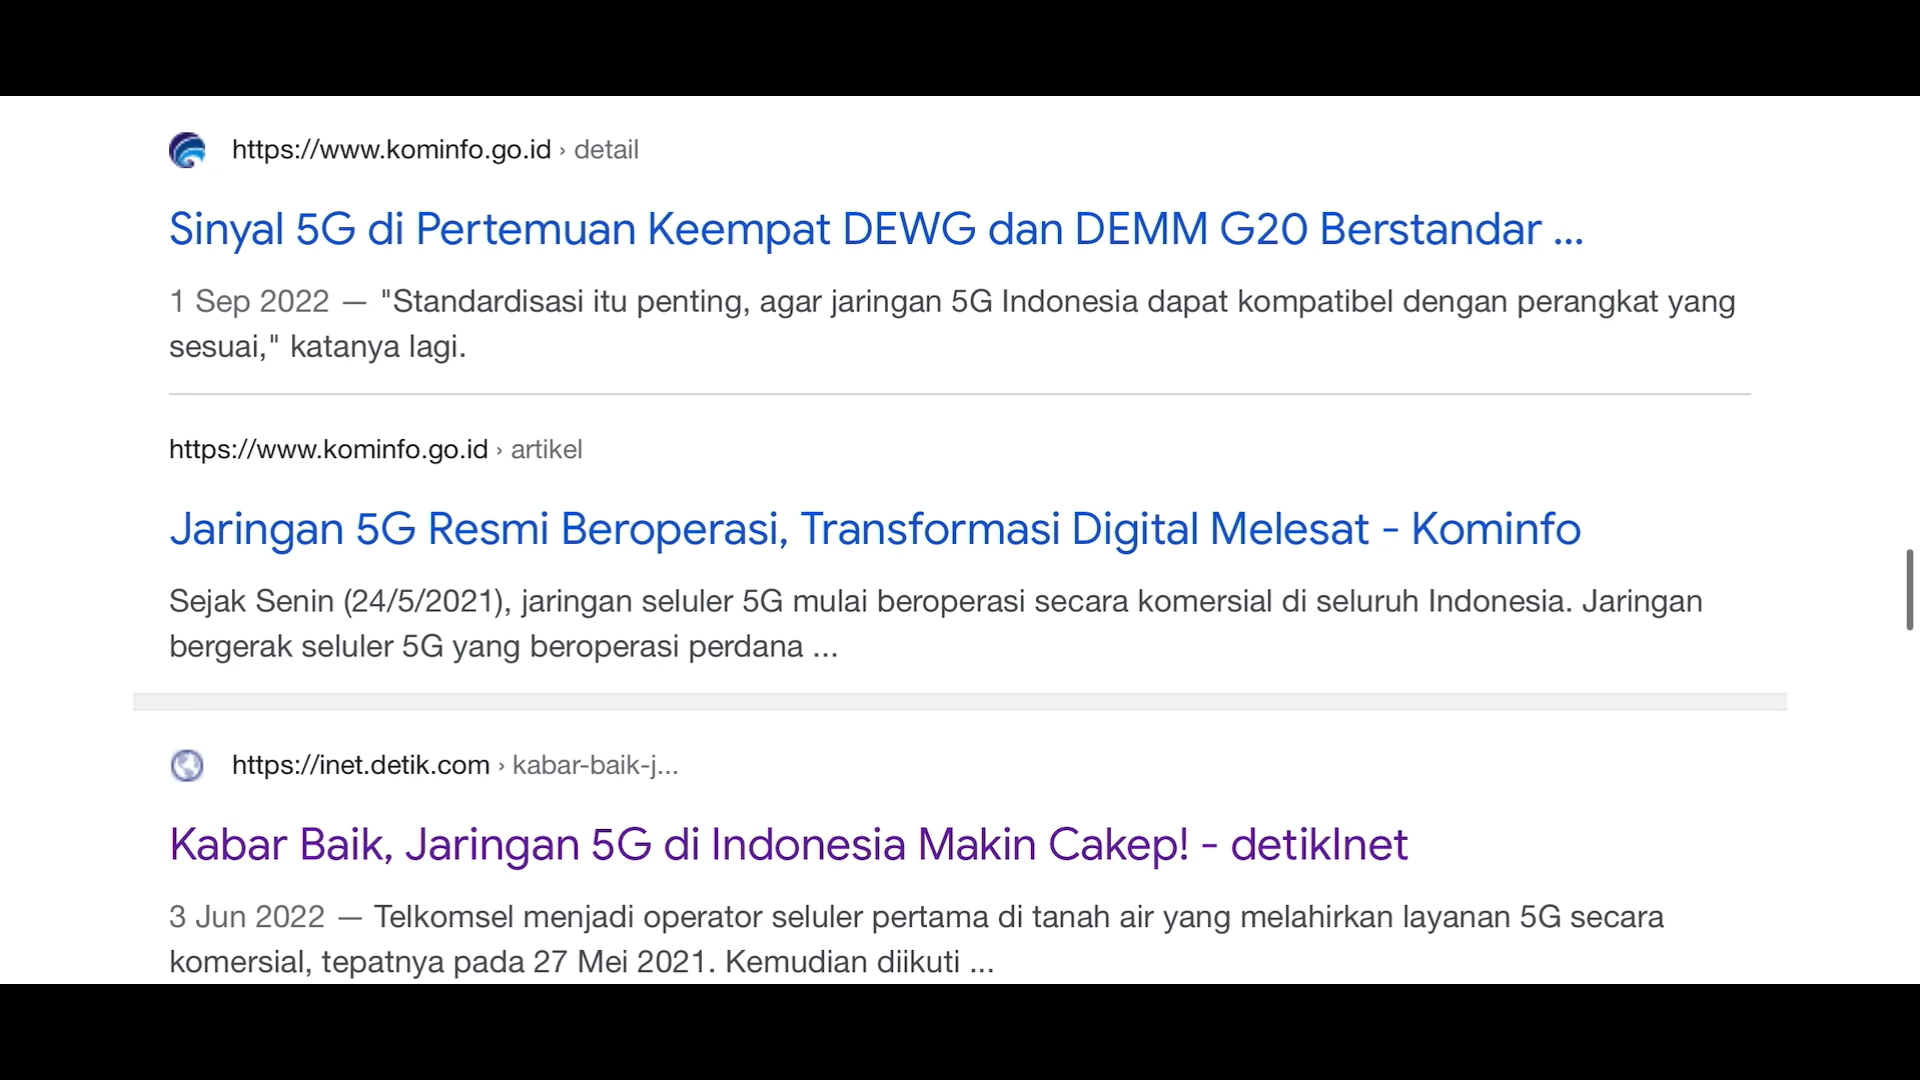 https://www.kominfo.go.id › detail
Sinyal 5G di Pertemuan Keempat DEWG dan DEMM G20 Berstandar ...
1 Sep 2022 — "Standardisasi itu penting, agar jaringan 5G Indonesia dapat kompatibel dengan perangkat yang
sesuai," katanya lagi.
https://www.kominfo.go.id › artikel
Jaringan 5G Resmi Beroperasi, Transformasi Digital Melesat - Kominfo
Sejak Senin (24/5/2021), jaringan seluler 5G mulai beroperasi secara komersial di seluruh Indonesia. Jaringan
bergerak seluler 5G yang beroperasi perdana ...
https://inet.detik.com › kabar-baik-j...
Kabar Baik, Jaringan 5G di Indonesia Makin Cakep! - detikInet
3 Jun 2022 — Telkomsel menjadi operator seluler pertama di tanah air yang melahirkan layanan 5G secara
komersial, tepatnya pada 27 Mei 2021. Kemudian diikuti ...